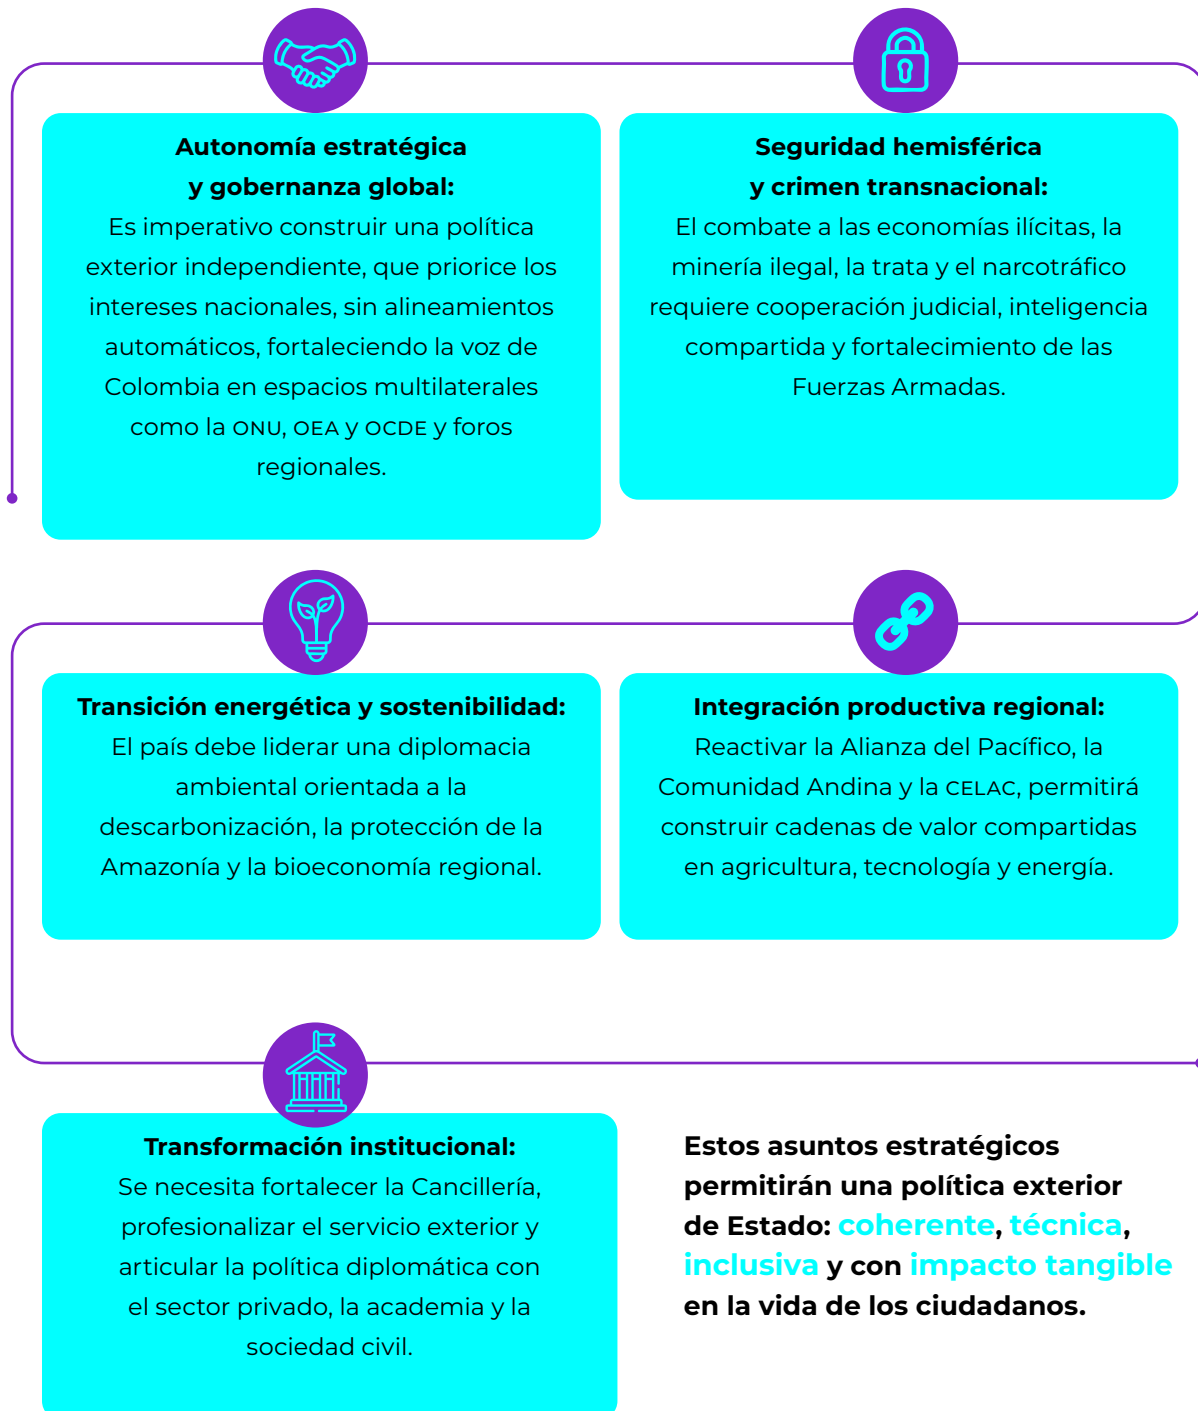 Autonomía estratégica
y gobernanza global:
Es imperativo construir una política
exterior independiente, que priorice los
intereses nacionales, sin alineamientos
automáticos, fortaleciendo la voz de
Colombia en espacios multilaterales
como la ONU, OEA y OCDE y foros
regionales.
Seguridad hemisférica
y crimen transnacional:
El combate a las economías ilícitas, la
minería ilegal, la trata y el narcotráfico
requiere cooperación judicial, inteligencia
compartida y fortalecimiento de las
Fuerzas Armadas.
Transición energética y sostenibilidad:
El país debe liderar una diplomacia
ambiental orientada a la
descarbonización, la protección de la
Amazonía y la bioeconomía regional.
Integración productiva regional:
Reactivar la Alianza del Pacífico, la
Comunidad Andina y la CELAC, permitirá
construir cadenas de valor compartidas
en agricultura, tecnología y energía.
Transformación institucional:
Se necesita fortalecer la Cancillería,
profesionalizar el servicio exterior y
articular la política diplomática con
el sector privado, la academia y la
sociedad civil.
Estos asuntos estratégicos
permitirán una política exterior
de Estado: coherente, técnica,
inclusiva y con impacto tangible
en la vida de los ciudadanos.